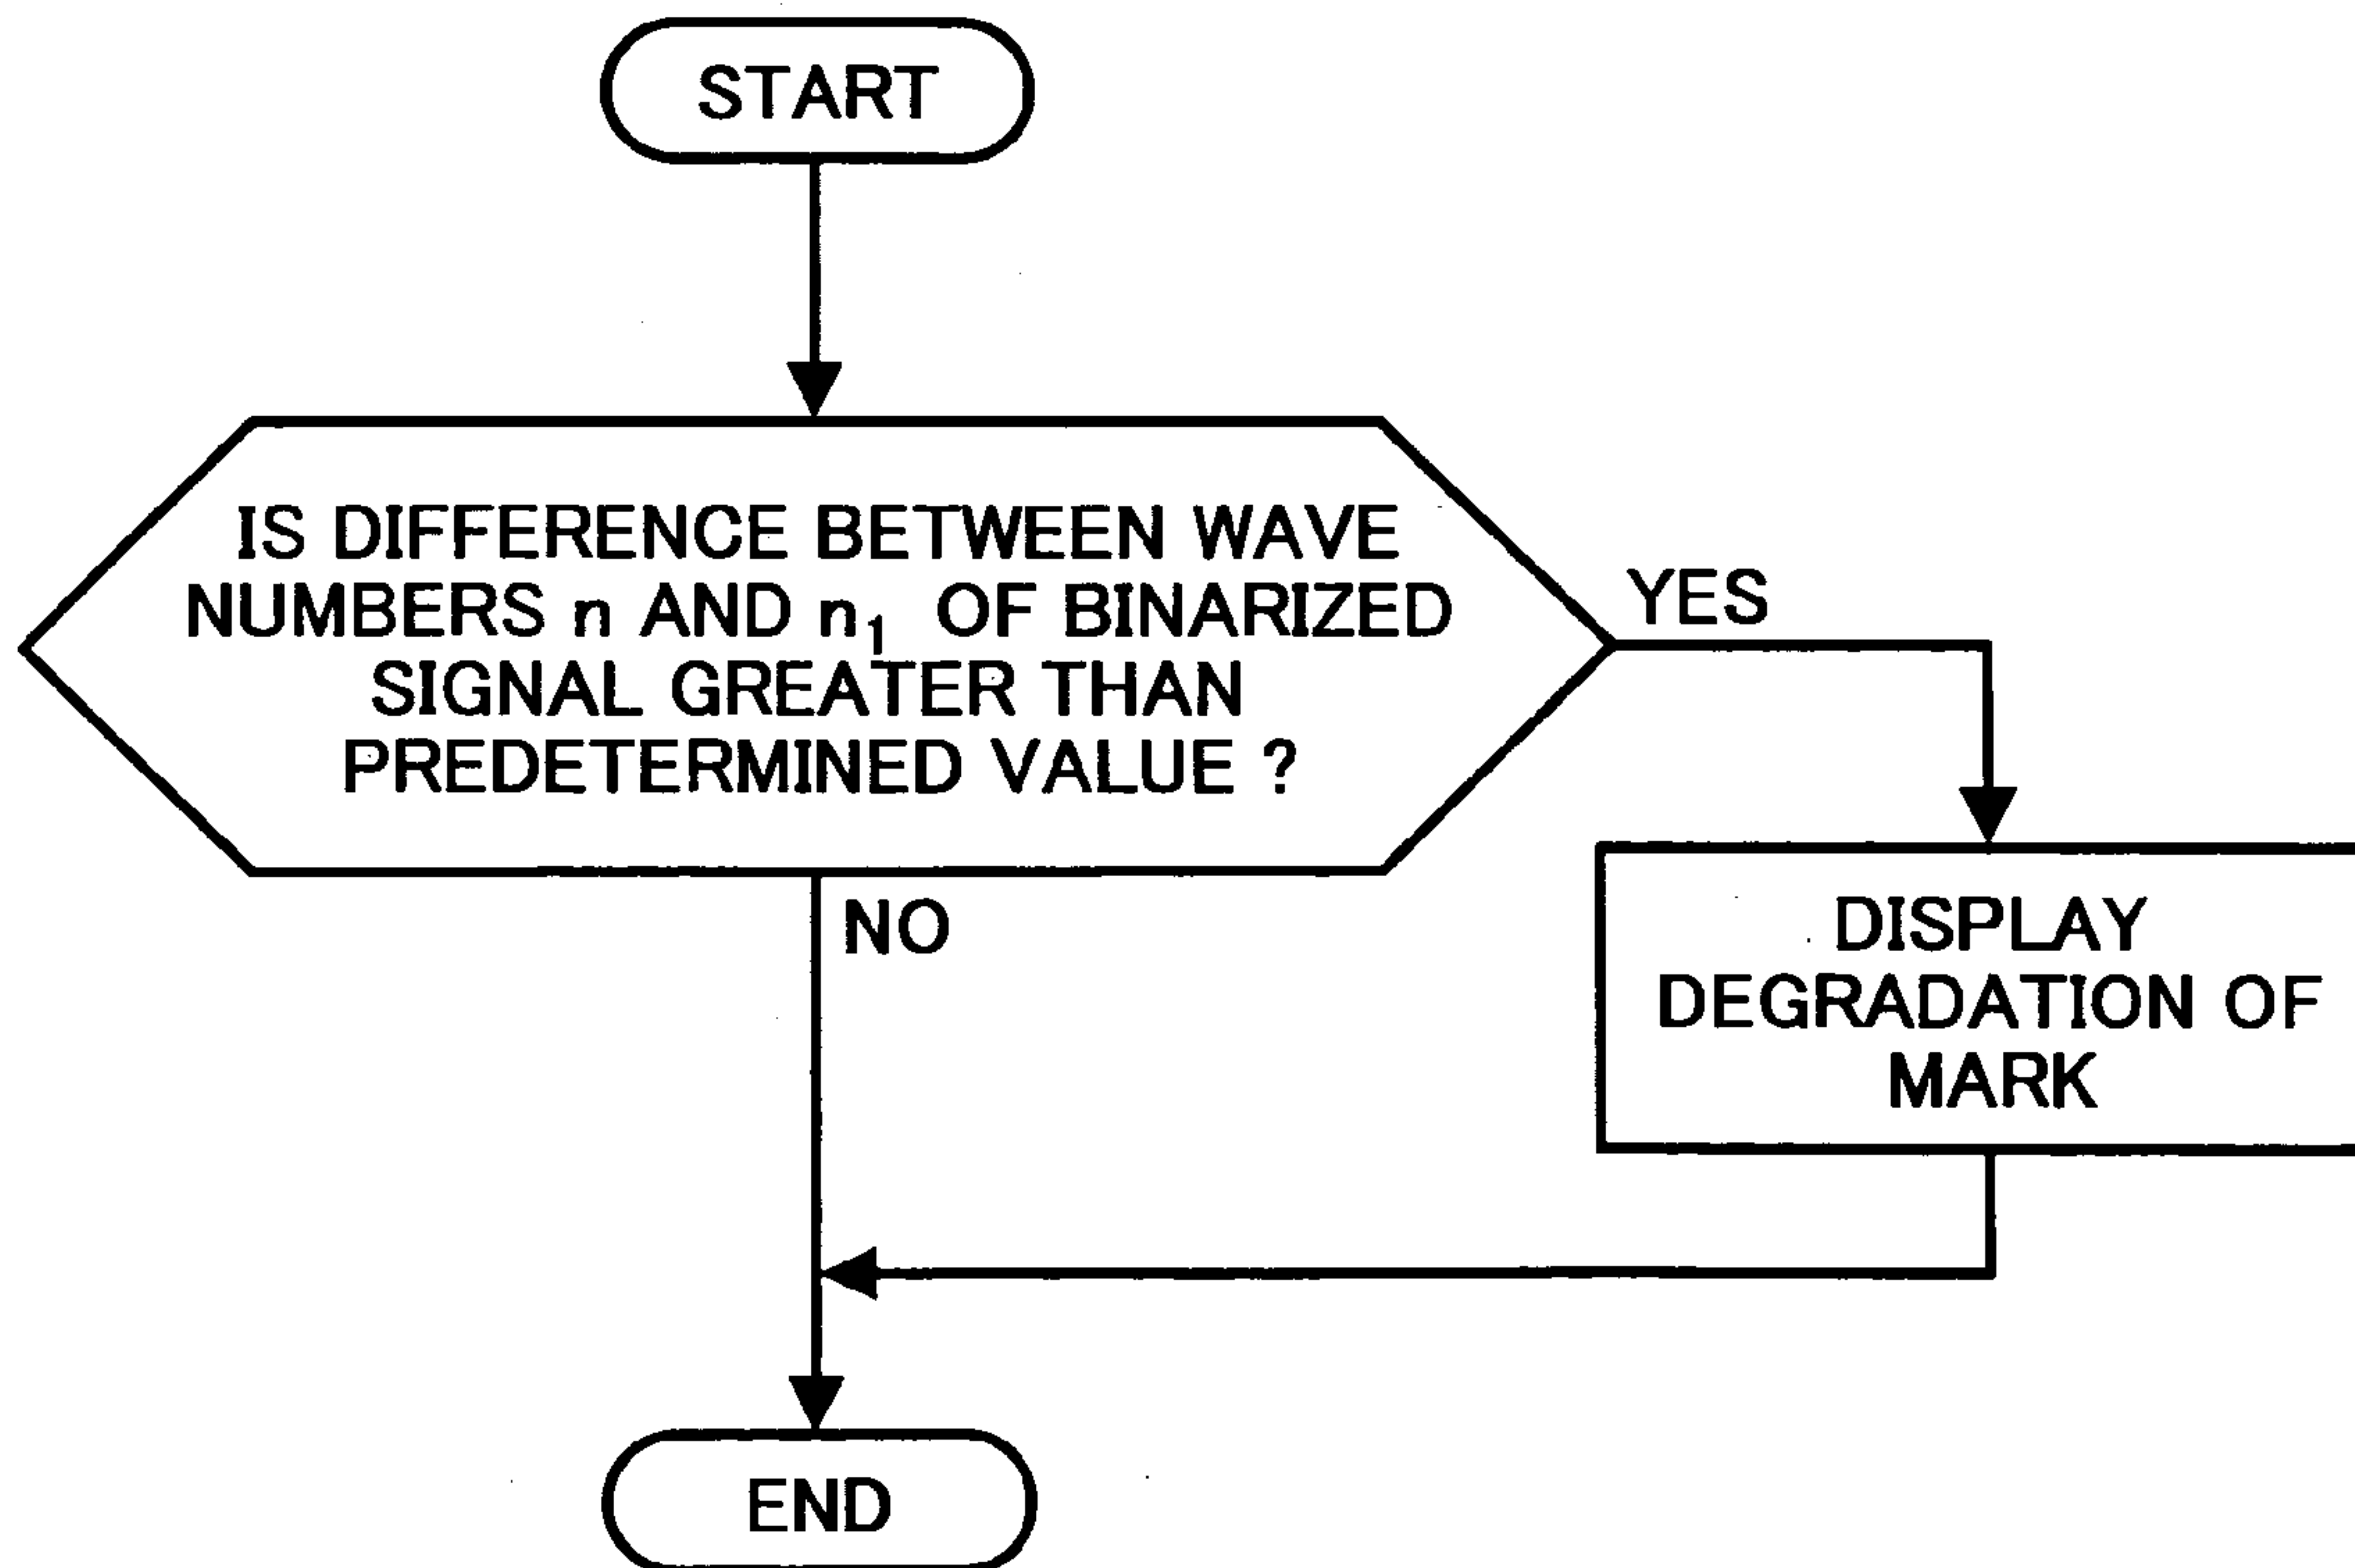 START
IS DIFFERENCE BETWEEN WAVE
NUMBERS n AND n₁ OF BINARIZED
SIGNAL GREATER THAN
PREDETERMINED VALUE ?
YES
NO
DISPLAY
DEGRADATION OF
MARK
END